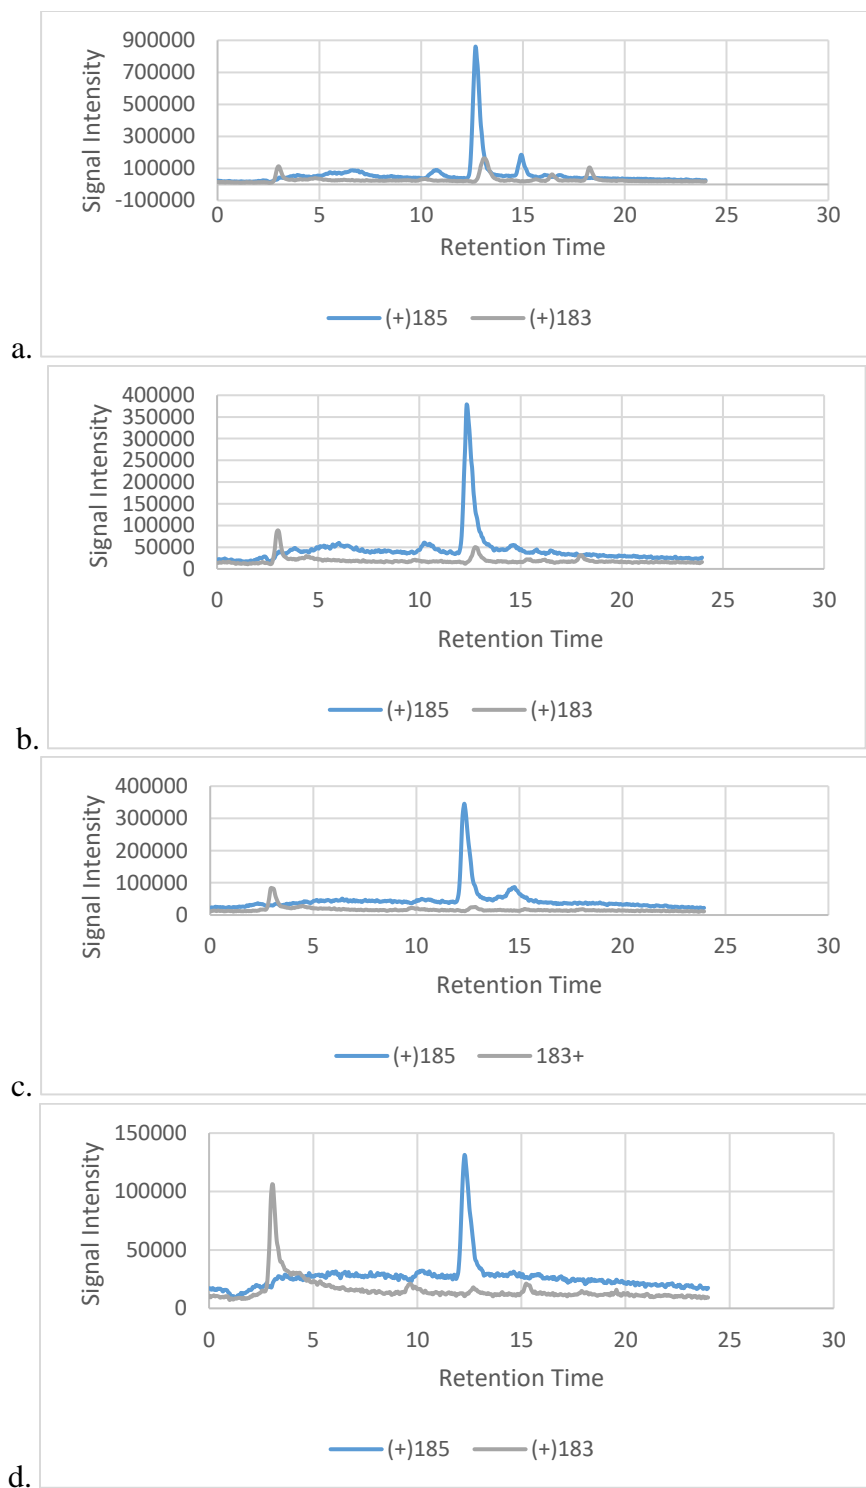 900000
700000
500000
300000
100000
-100000
Signal Intensity
0 5 10 15 20 25 30
Retention Time
(+)185 (+)183
a.
400000
350000
300000
250000
200000
150000
100000
50000
0
Signal Intensity
0 5 10 15 20 25 30
Retention Time
(+)185 (+)183
b.
400000
300000
200000
100000
0
Signal Intensity
0 5 10 15 20 25 30
Retention Time
(+)185 183+
c.
150000
100000
50000
0
Signal Intensity
0 5 10 15 20 25 30
Retention Time
(+)185 (+)183
d.